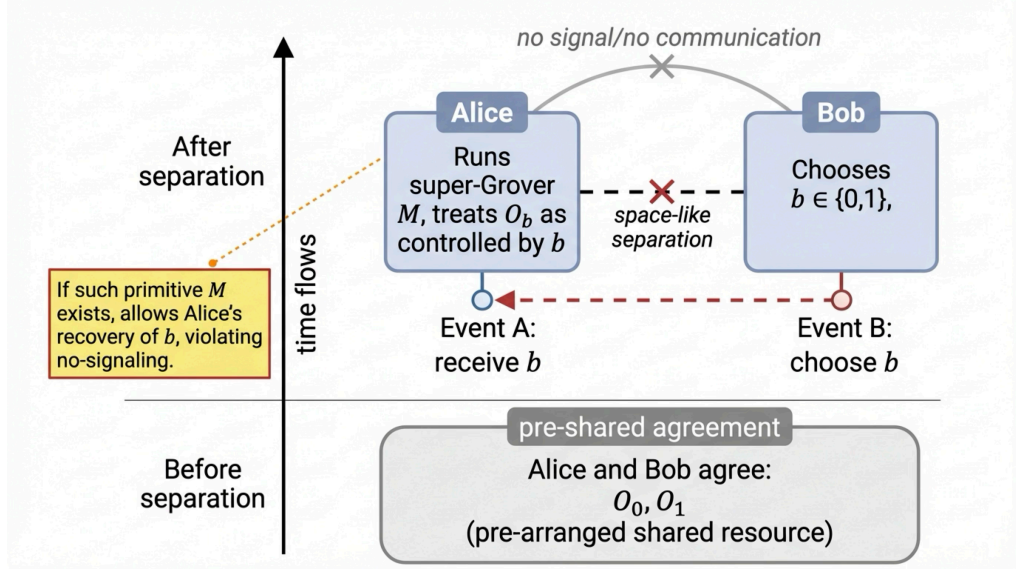 no signal/no communication
After
separation
Alice
Runs
super-Grover
M, treats O_b as
controlled by b
space-like
separation
Bob
Chooses
b ∈ {0,1},
If such primitive M
exists, allows Alice's
recovery of b, violating
no-signaling.
time flows
Event A:
receive b
Event B:
choose b
Before
separation
pre-shared agreement
Alice and Bob agree:
O₀, O₁
(pre-arranged shared resource)